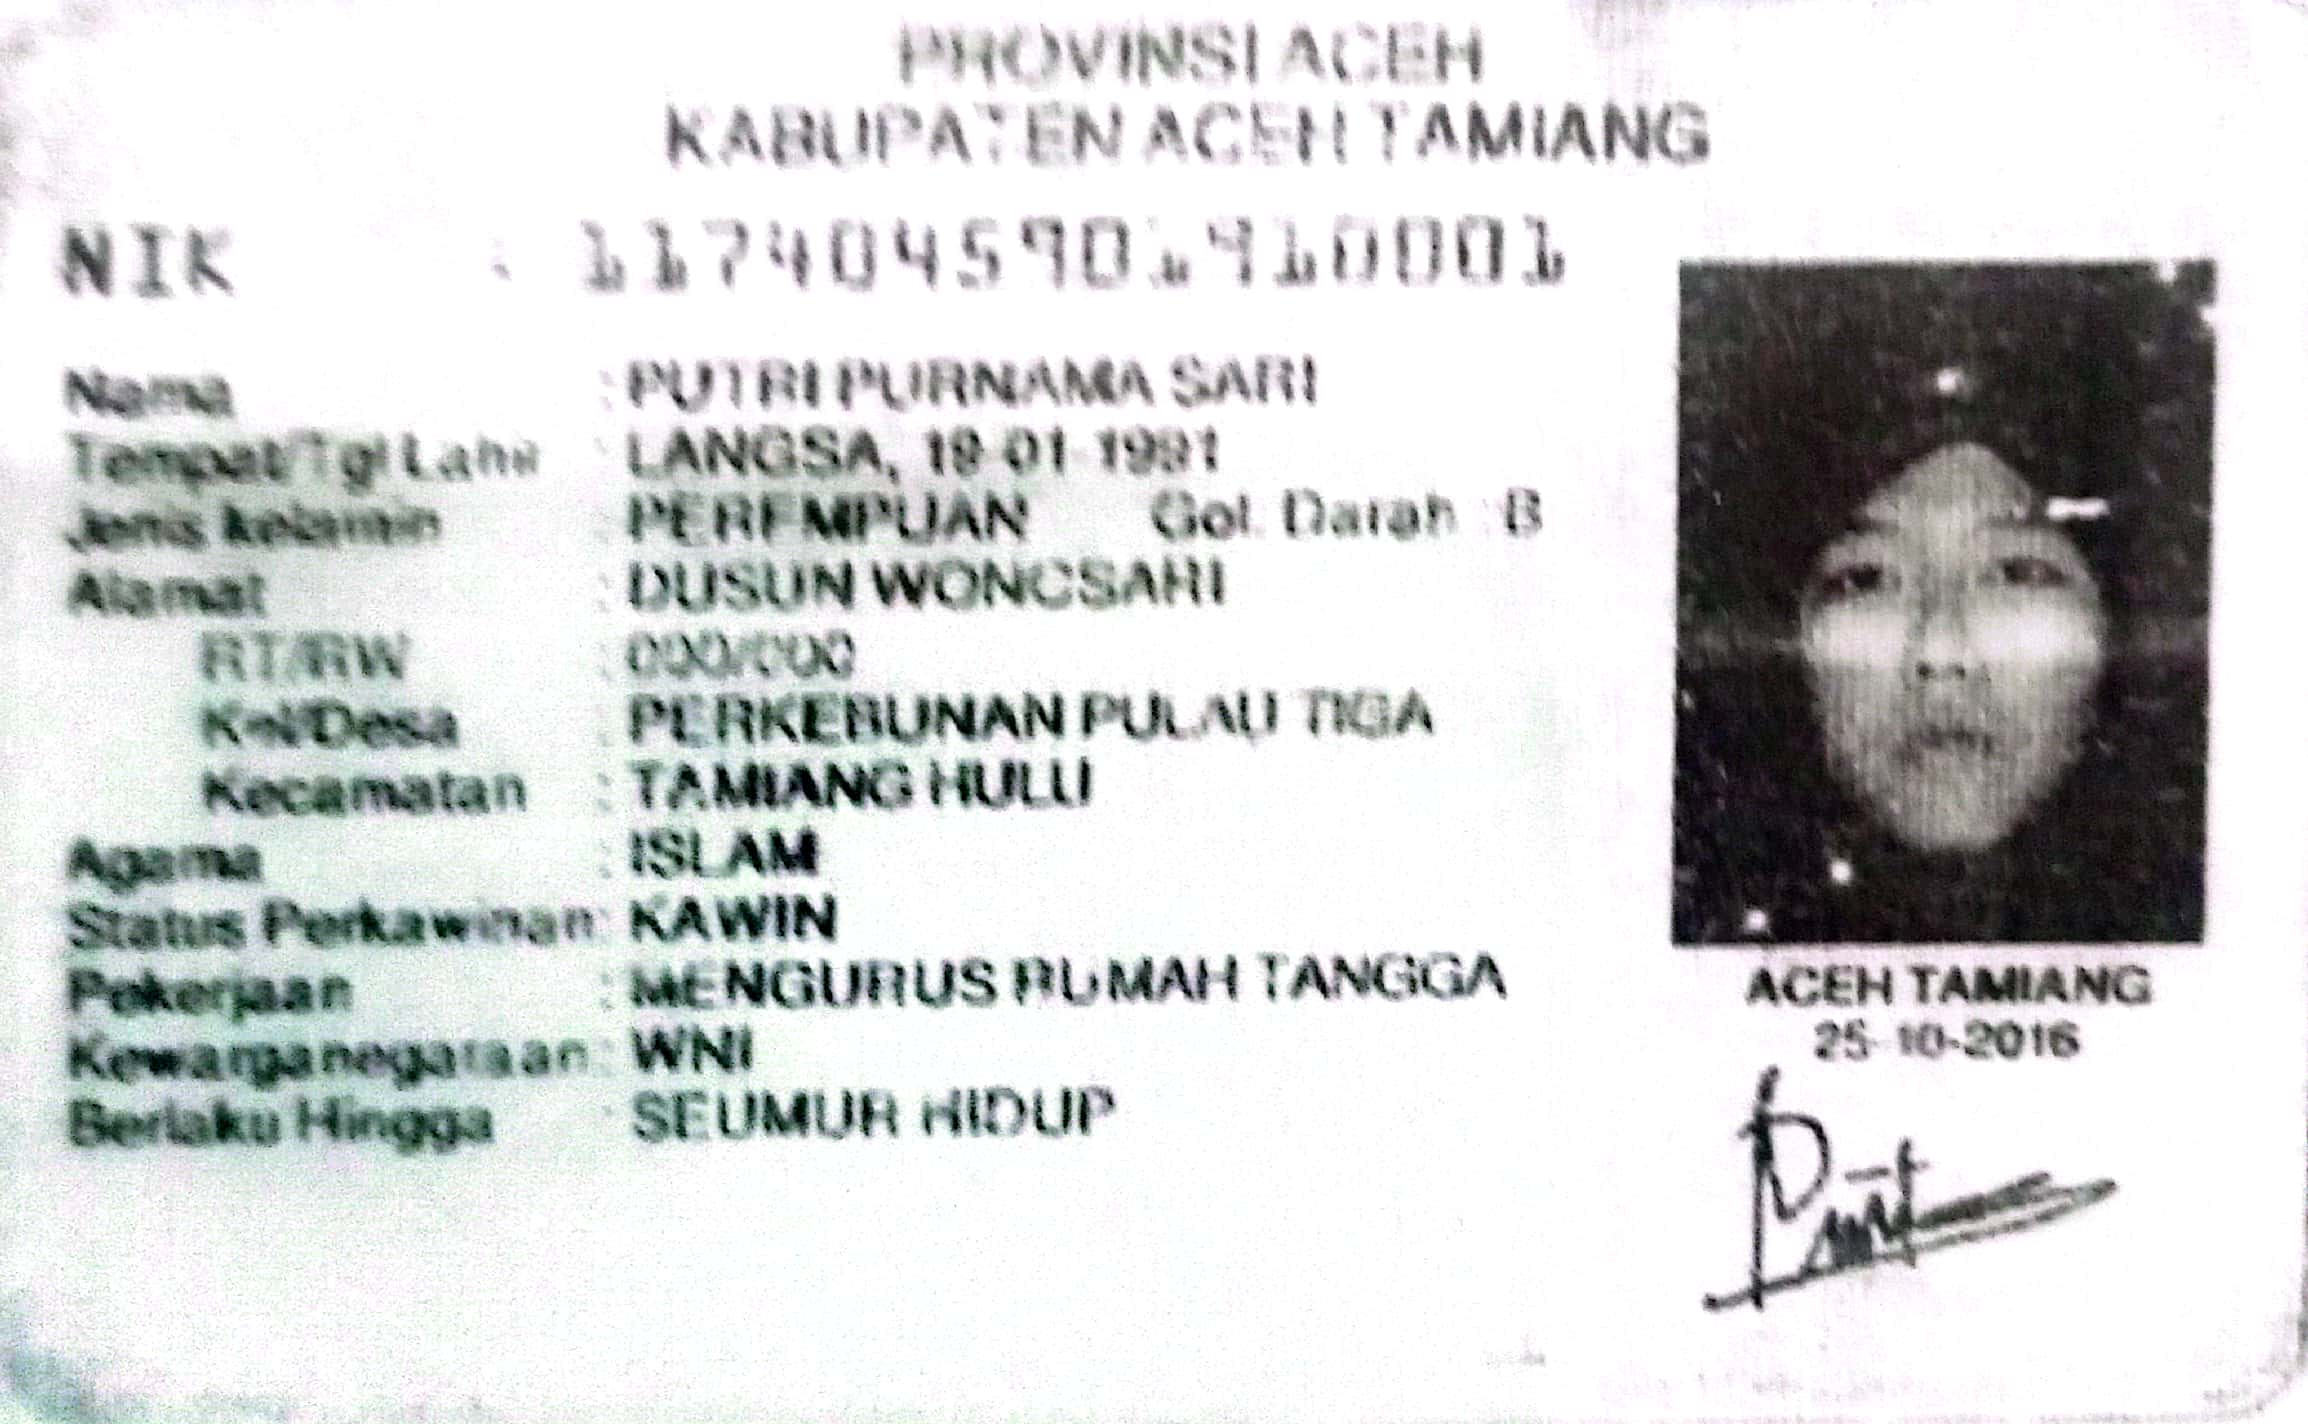 PROVINSI ACEH
KABUPATEN ACEH TAMIANG
NIK : 1174045901910001
Nama : PUTRI PURNAMA SARI
Tempat/Tgl Lahir : LANGSA, 19-01-1991
Jenis kelamin : PEREMPUAN Gol. Darah : B
Alamat : DUSUN WONGSARI
RT/RW : 000/000
Kel/Desa : PERKEBUNAN PULAU TIGA
Kecamatan : TAMIANG HULU
Agama : ISLAM
Status Perkawinan : KAWIN
Pekerjaan : MENGURUS RUMAH TANGGA
Kewarganegaraan : WNI
Berlaku Hingga : SEUMUR HIDUP
ACEH TAMIANG
25-10-2016